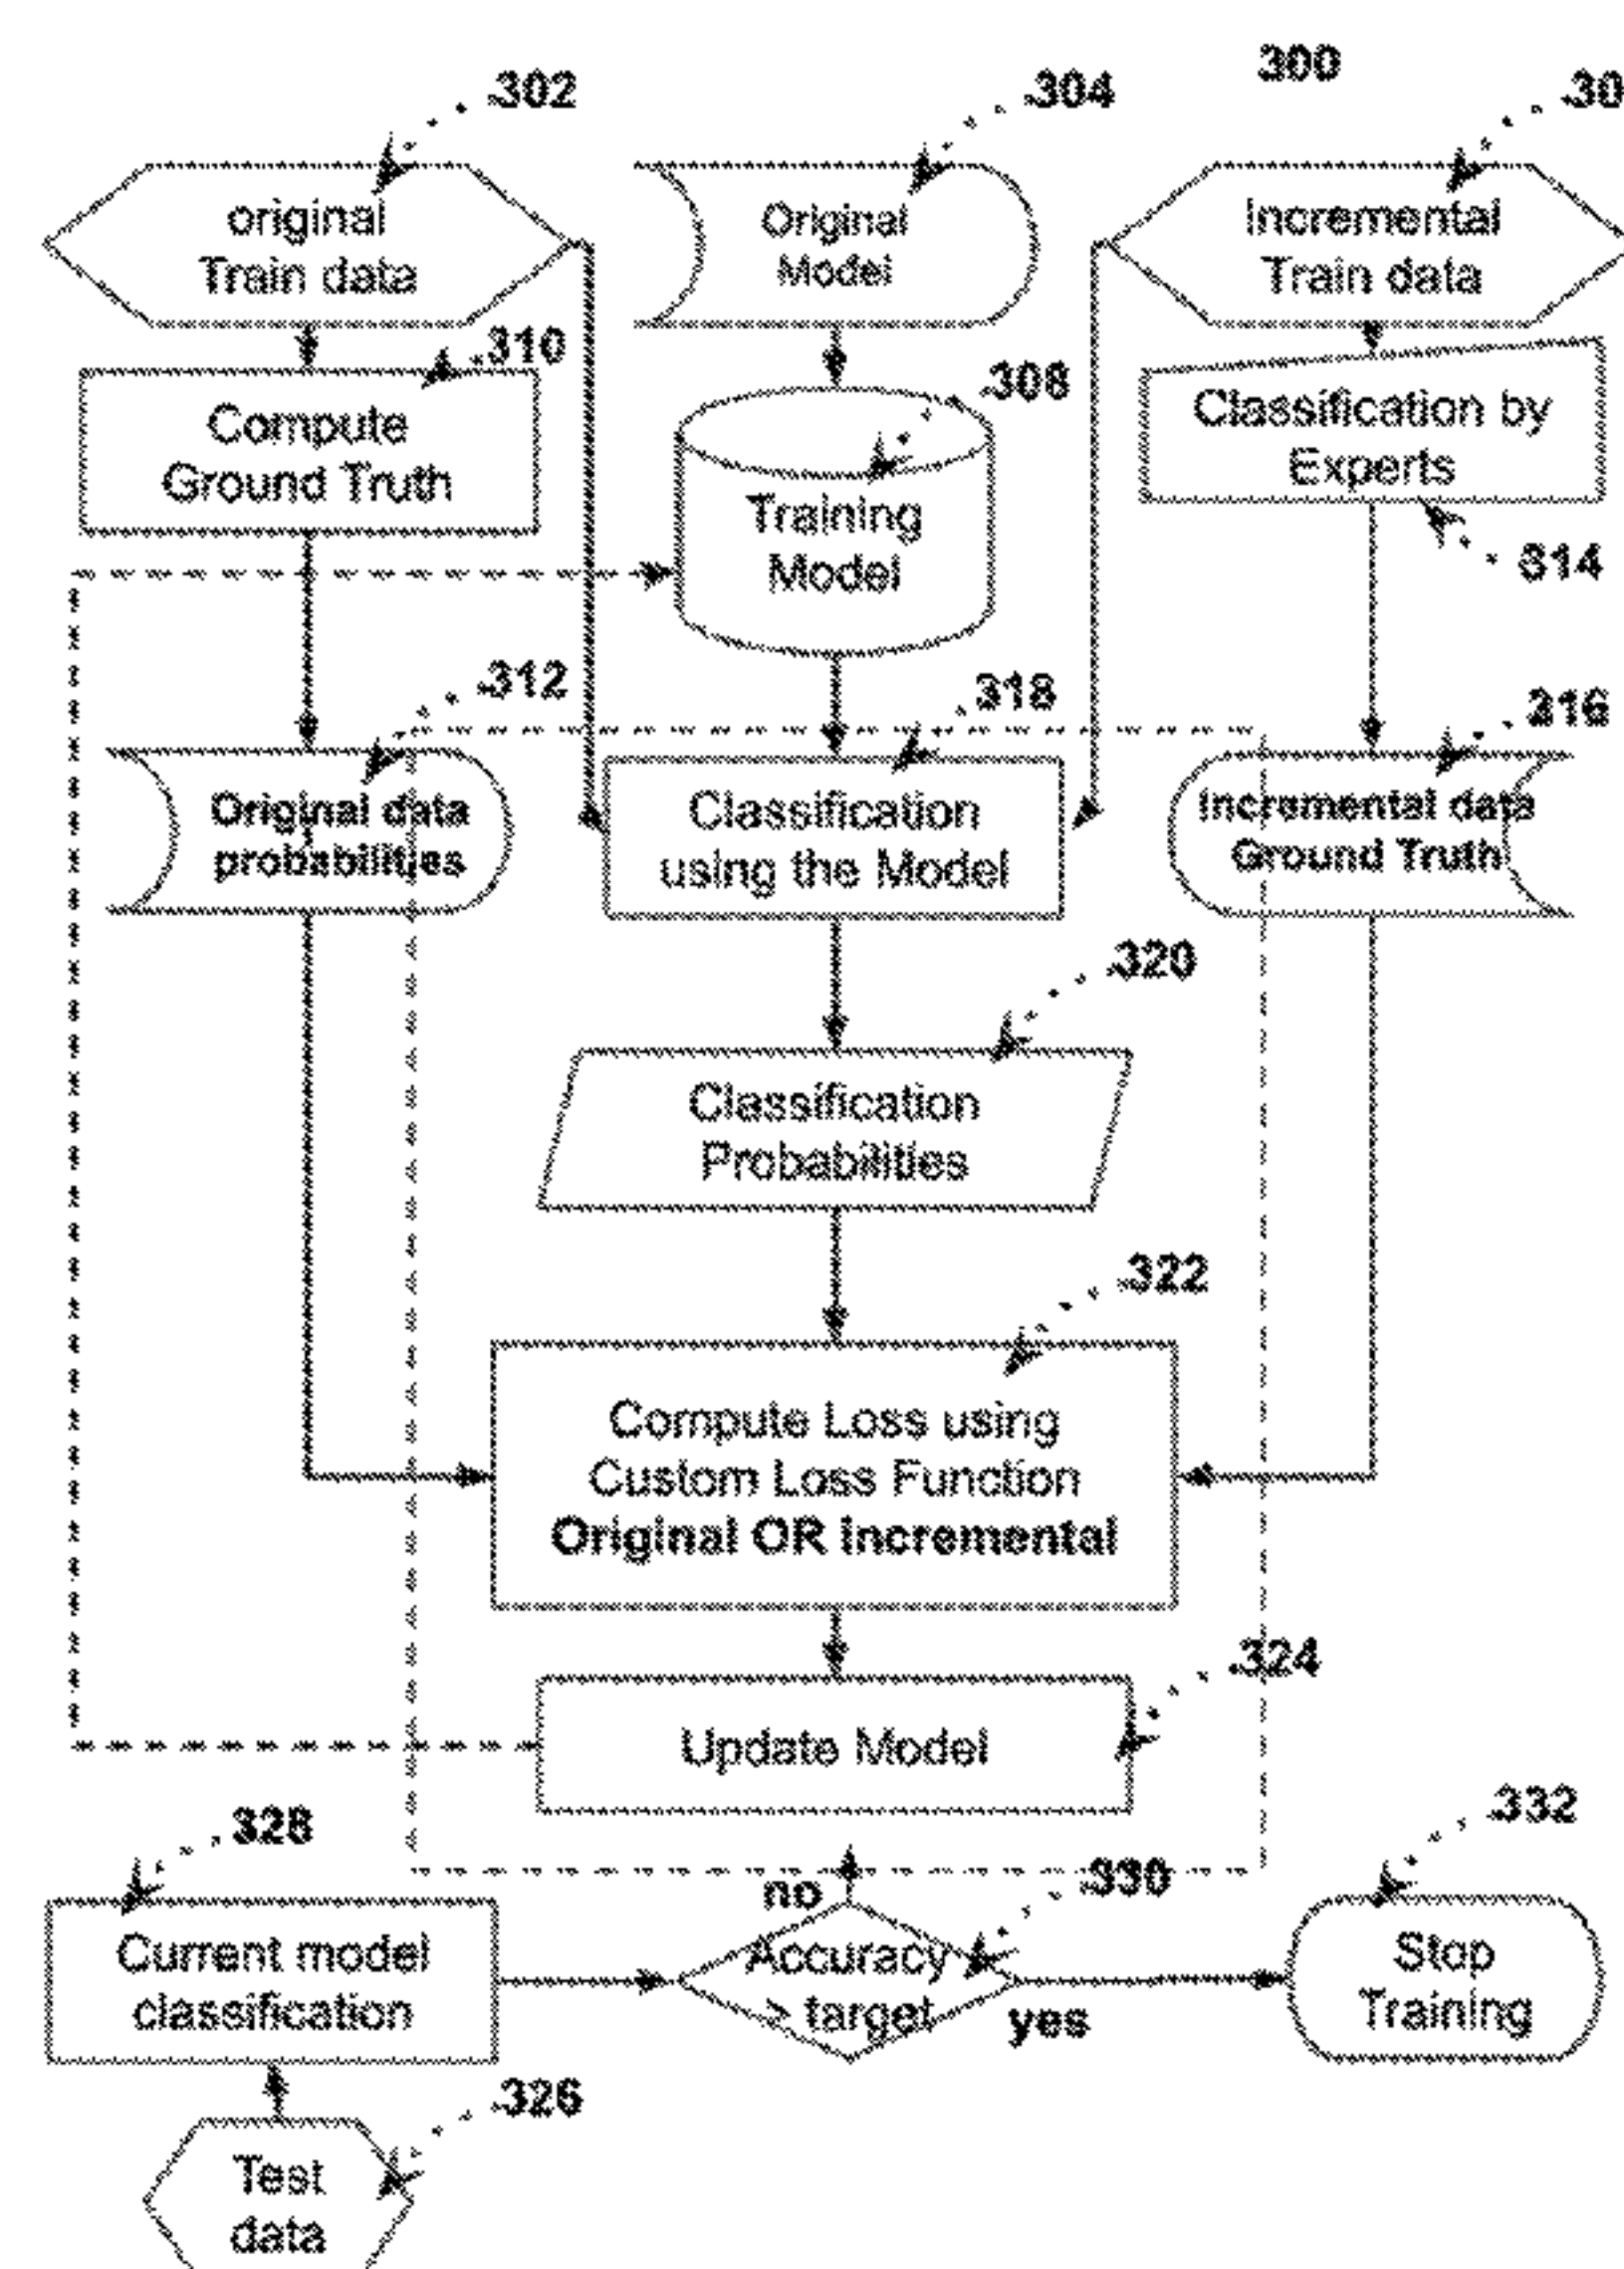 300
302
304
30
original
Train data
Original
Model
Incremental
Train data
310
308
Compute
Ground Truth
Training
Model
Classification by
Experts
314
312
318
316
Original data
probabilities
Classification
using the Model
Incremental data
Ground Truth
320
Classification
Probabilities
322
Compute Loss using
Custom Loss Function
Original OR incremental
324
Update Model
328
330
332
no
Current model
classification
Accuracy
> target
yes
Stop
Training
326
Test
data